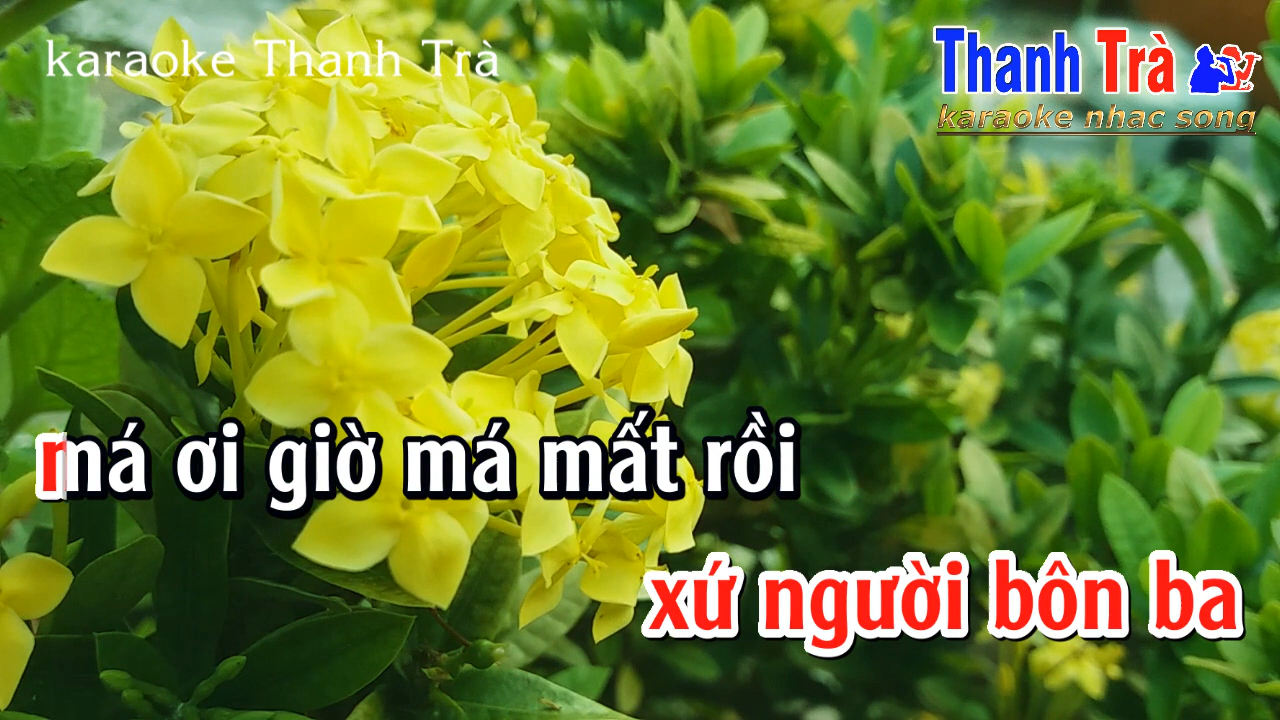 karaoke Thanh Trà
Thanh Trà
karaoke nhac song
má ơi giờ má mất rồi
xứ người bôn ba